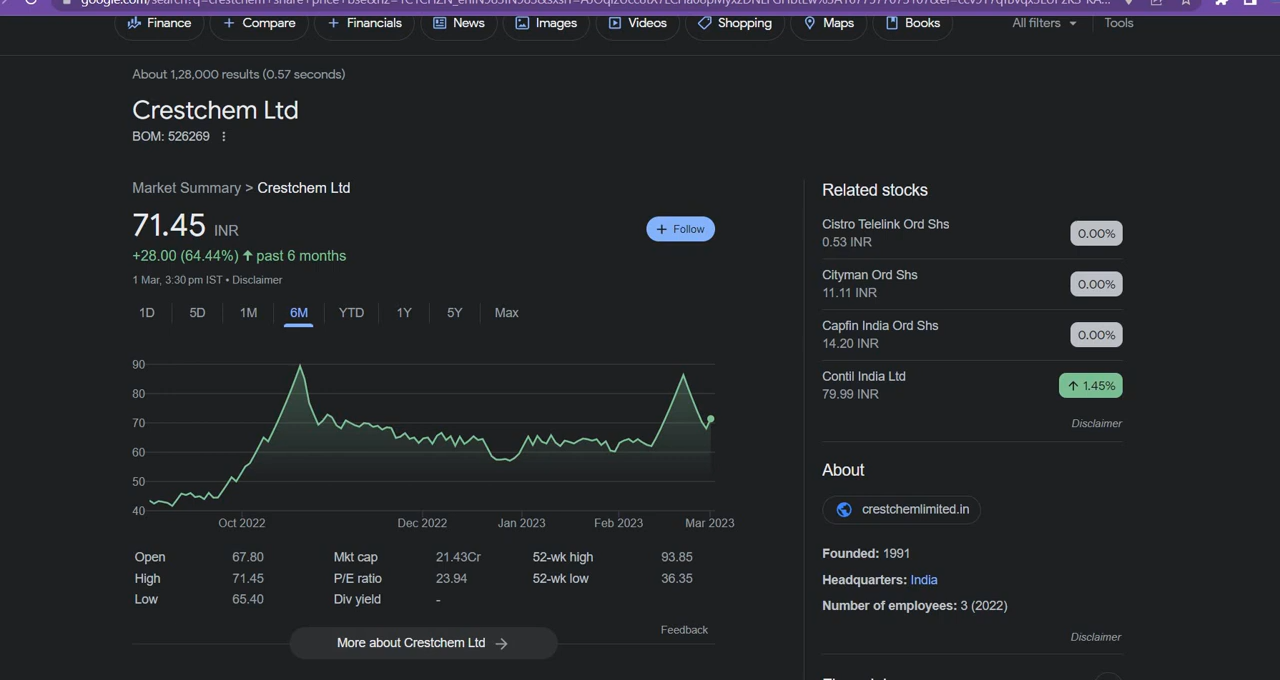 Finance
Compare
Financials
News
Images
Videos
Shopping
Maps
Books
All filters
Tools
About 1,28,000 results (0.57 seconds)
Crestchem Ltd
BOM: 526269
Market Summary > Crestchem Ltd
71.45 INR
+ Follow
+28.00 (64.44%) ↑ past 6 months
1 Mar, 3:30 pm IST • Disclaimer
1D 5D 1M 6M YTD 1Y 5Y Max
90
80
70
60
50
40
Oct 2022 Dec 2022 Jan 2023 Feb 2023 Mar 2023
Open 67.80 Mkt cap 21.43Cr 52-wk high 93.85
High 71.45 P/E ratio 23.94 52-wk low 36.35
Low 65.40 Div yield -
Feedback
More about Crestchem Ltd →
Related stocks
Cistro Telelink Ord Shs
0.53 INR
0.00%
Cityman Ord Shs
11.11 INR
0.00%
Capfin India Ord Shs
14.20 INR
0.00%
Contil India Ltd
79.99 INR
↑ 1.45%
Disclaimer
About
crestchemlimited.in
Founded: 1991
Headquarters: India
Number of employees: 3 (2022)
Disclaimer